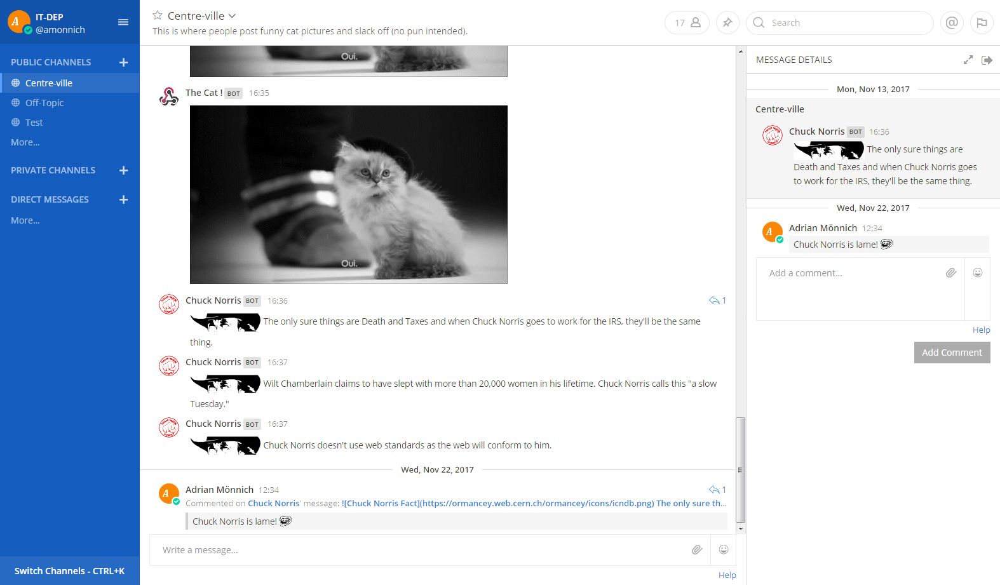 IT-DEP
@amonnich
PUBLIC CHANNELS
Centre-ville
Off-Topic
Test
More...
PRIVATE CHANNELS
DIRECT MESSAGES
More...
Switch Channels - CTRL+K
Centre-ville
This is where people post funny cat pictures and slack off (no pun intended).
17
Search
Oui.
The Cat ! BOT 16:35
Oui.
Chuck Norris BOT 16:36
1
The only sure things are Death and Taxes and when Chuck Norris goes to work for the IRS, they'll be the same
thing.
Chuck Norris BOT 16:37
Wilt Chamberlain claims to have slept with more than 20,000 women in his lifetime. Chuck Norris calls this "a slow
Tuesday."
Chuck Norris BOT 16:37
Chuck Norris doesn't use web standards as the web will conform to him.
Wed, Nov 22, 2017
A
Adrian Mönnich 12:34
1
Commented on Chuck Norris' message: ![Chuck Norris Fact](https://ormancey.web.cern.ch/ormancey/icons/icndb.png) The only sure th...
Chuck Norris is lame!
Write a message...
Help
MESSAGE DETAILS
Mon, Nov 13, 2017
Centre-ville
Chuck Norris BOT 16:36
The only sure things are
Death and Taxes and when Chuck Norris goes
to work for the IRS, they'll be the same thing.
Wed, Nov 22, 2017
A
Adrian Mönnich 12:34
Chuck Norris is lame!
Add a comment...
Help
Add Comment